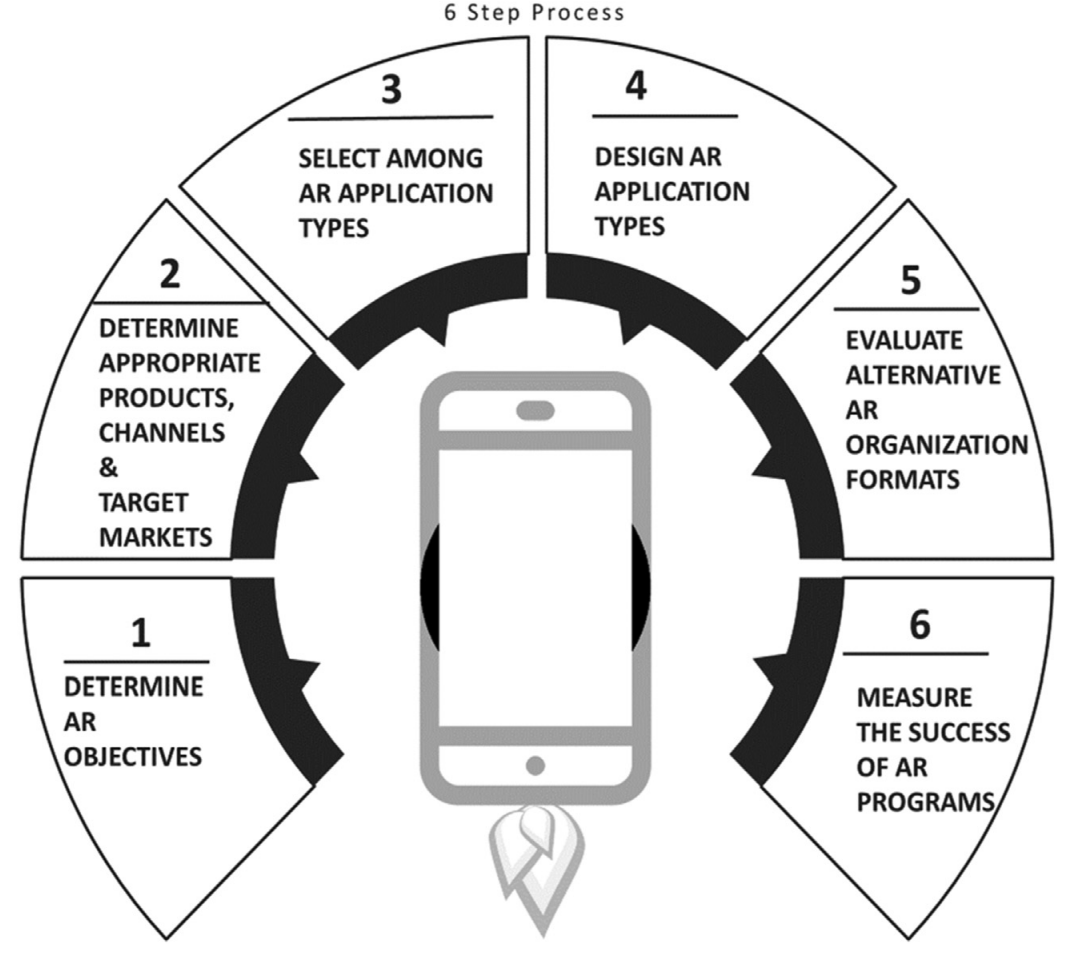 6 Step Process
1
DETERMINE
AR
OBJECTIVES
2
DETERMINE
APPROPRIATE
PRODUCTS,
CHANNELS
&
TARGET
MARKETS
3
SELECT AMONG
AR APPLICATION
TYPES
4
DESIGN AR
APPLICATION
TYPES
5
EVALUATE
ALTERNATIVE
AR
ORGANIZATION
FORMATS
6
MEASURE
THE SUCCESS
OF AR
PROGRAMS